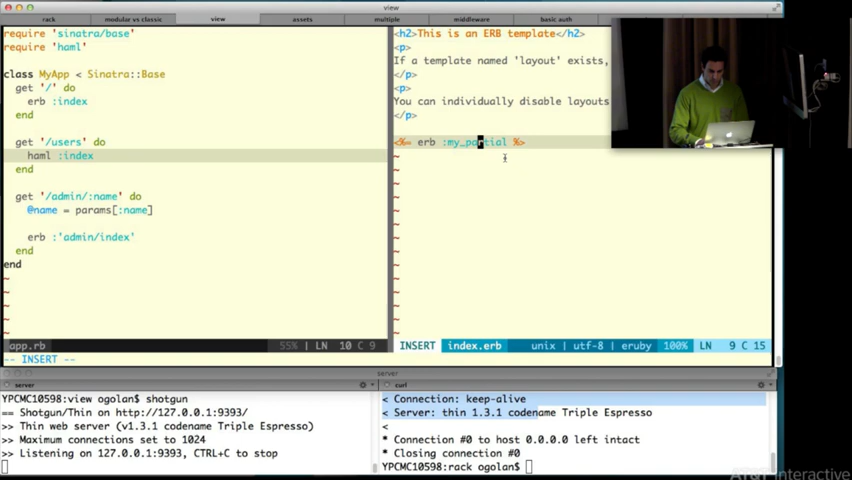 view
rack
modular vs classic
view
assets
multiple
middleware
basic auth
require 'sinatra/base'
require 'haml'
class MyApp < Sinatra::Base
get '/' do
erb :index
end
get '/users' do
haml :index
end
get '/admin/:name' do
@name = params[:name]
erb :'admin/index'
end
end
~
~
~
~
~
app.rb 55% | LN 10 C 9
-- INSERT --
<h2>This is an ERB template</h2>
<p>
If a template named 'layout' exists,
</p>
<p>
You can individually disable layouts
</p>
<%= erb :my_partial %>
~
~
~
~
~
~
~
~
~
~
~
~
~
~
INSERT index.erb unix | utf-8 | eruby 100% LN 9 C 15
server
server
YPCMC10598:view ogolan$ shotgun
== Shotgun/Thin on http://127.0.0.1:9393/
>> Thin web server (v1.3.1 codename Triple Espresso)
>> Maximum connections set to 1024
>> Listening on 127.0.0.1:9393, CTRL+C to stop
curl
< Connection: keep-alive
< Server: thin 1.3.1 codename Triple Espresso
<
* Connection #0 to host 0.0.0.0 left intact
* Closing connection #0
YPCMC10598:rack ogolan$
AT&T Interactive